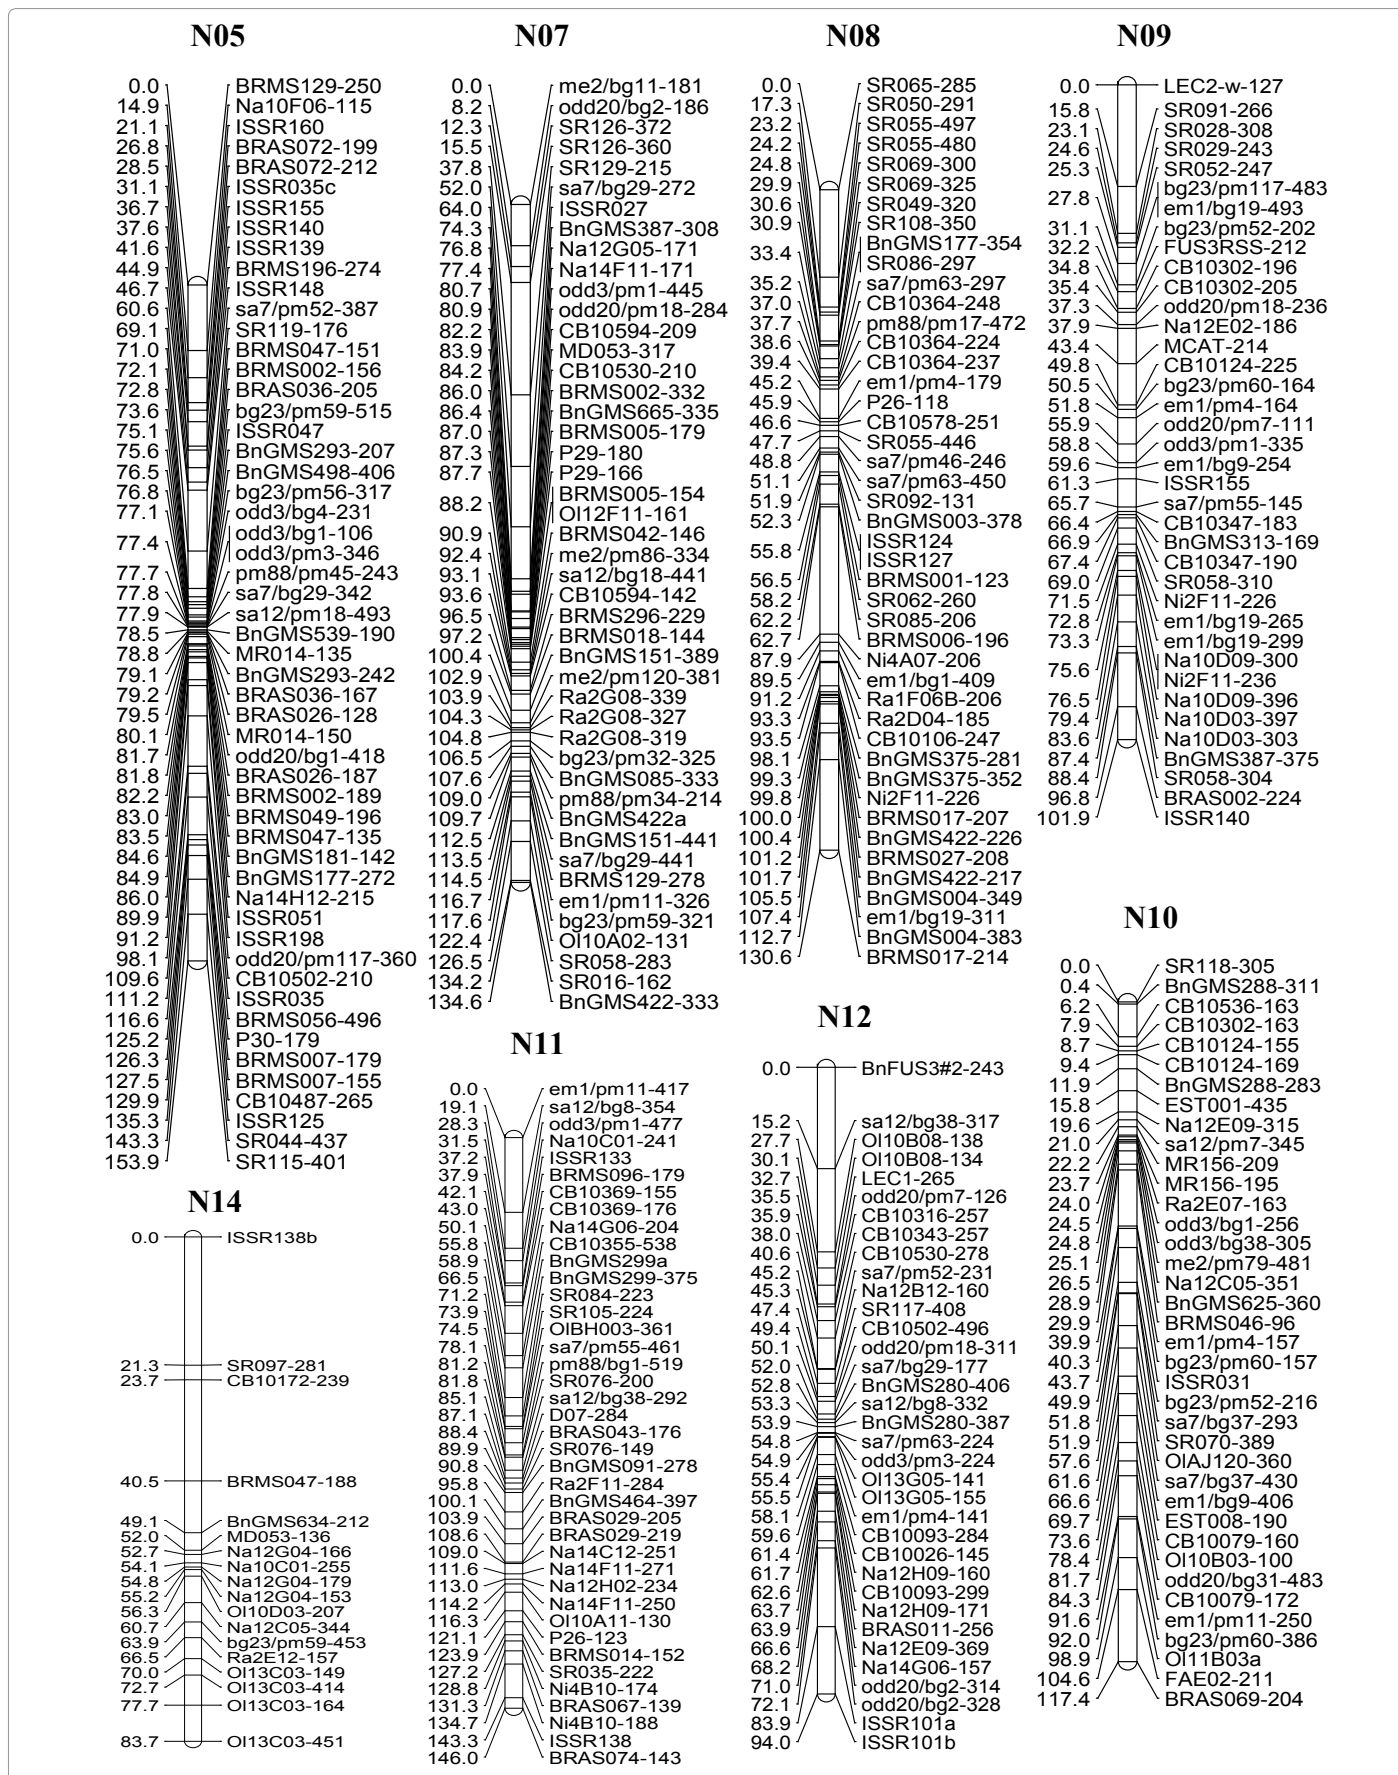 N05
0.0 BRMS129-250
14.9 Na10F06-115
21.1 ISSR160
26.8 BRAS072-199
28.5 BRAS072-212
31.1 ISSR035c
36.7 ISSR155
37.6 ISSR140
41.6 ISSR139
44.9 BRMS196-274
46.7 ISSR148
60.6 sa7/pm52-387
69.1 SR119-176
71.0 BRMS047-151
72.1 BRMS002-156
72.8 BRAS036-205
73.6 bg23/pm59-515
75.1 ISSR047
75.6 BnGMS293-207
76.5 BnGMS498-406
76.8 bg23/pm56-317
77.1 odd3/bg4-231
77.4 odd3/bg1-106
odd3/pm3-346
77.7 pm88/pm45-243
77.8 sa7/bg29-342
77.9 sa12/pm18-493
78.5 BnGMS539-190
78.8 MR014-135
79.1 BnGMS293-242
79.2 BRAS036-167
79.5 BRAS026-128
80.1 MR014-150
81.7 odd20/bg1-418
81.8 BRAS026-187
82.2 BRMS002-189
83.0 BRMS049-196
83.5 BRMS047-135
84.6 BnGMS181-142
84.9 BnGMS177-272
86.0 Na14H12-215
89.9 ISSR051
91.2 ISSR198
98.1 odd20/pm117-360
109.6 CB10502-210
111.2 ISSR035
116.6 BRMS056-496
125.2 P30-179
126.3 BRMS007-179
127.5 BRMS007-155
129.9 CB10487-265
135.3 ISSR125
143.3 SR044-437
153.9 SR115-401
N07
0.0 me2/bg11-181
8.2 odd20/bg2-186
12.3 SR126-372
15.5 SR126-360
37.8 SR129-215
52.0 sa7/bg29-272
64.0 ISSR027
74.3 BnGMS387-308
76.8 Na12G05-171
77.4 Na14F11-171
80.7 odd3/pm1-445
80.9 odd20/pm18-284
82.2 CB10594-209
83.9 MD053-317
84.2 CB10530-210
86.0 BRMS002-332
86.4 BnGMS665-335
87.0 BRMS005-179
87.3 P29-180
87.7 P29-166
88.2 BRMS005-154
Ol12F11-161
90.9 BRMS042-146
92.4 me2/pm86-334
93.1 sa12/bg18-441
93.6 CB10594-142
96.5 BRMS296-229
97.2 BRMS018-144
100.4 BnGMS151-389
102.9 me2/pm120-381
103.9 Ra2G08-339
104.3 Ra2G08-327
104.8 Ra2G08-319
106.5 bg23/pm32-325
107.6 BnGMS085-333
109.0 pm88/pm34-214
109.7 BnGMS422a
112.5 BnGMS151-441
113.5 sa7/bg29-441
114.5 BRMS129-278
116.7 em1/pm11-326
117.6 bg23/pm59-321
122.4 Ol10A02-131
126.5 SR058-283
134.2 SR016-162
134.6 BnGMS422-333
N08
0.0 SR065-285
17.3 SR050-291
23.2 SR055-497
24.2 SR055-480
24.8 SR069-300
29.9 SR069-325
30.6 SR049-320
30.9 SR108-350
33.4 BnGMS177-354
SR086-297
35.2 sa7/pm63-297
37.0 CB10364-248
37.7 pm88/pm17-472
38.6 CB10364-224
39.4 CB10364-237
45.2 em1/pm4-179
45.9 P26-118
46.6 CB10578-251
47.7 SR055-446
48.8 sa7/pm46-246
51.1 sa7/pm63-450
51.9 SR092-131
52.3 BnGMS003-378
55.8 ISSR124
ISSR127
56.5 BRMS001-123
58.2 SR062-260
62.2 SR085-206
62.7 BRMS006-196
87.9 Ni4A07-206
89.5 em1/bg1-409
91.2 Ra1F06B-206
93.3 Ra2D04-185
93.5 CB10106-247
98.1 BnGMS375-281
99.3 BnGMS375-352
99.8 Ni2F11-226
100.0 BRMS017-207
100.4 BnGMS422-226
101.2 BRMS027-208
101.7 BnGMS422-217
105.5 BnGMS004-349
107.4 em1/bg19-311
112.7 BnGMS004-383
130.6 BRMS017-214
N09
0.0 LEC2-w-127
15.8 SR091-266
23.1 SR028-308
24.6 SR029-243
25.3 SR052-247
27.8 bg23/pm117-483
em1/bg19-493
31.1 bg23/pm52-202
32.2 FUS3RSS-212
34.8 CB10302-196
35.4 CB10302-205
37.3 odd20/pm18-236
37.9 Na12E02-186
43.4 MCAT-214
49.8 CB10124-225
50.5 bg23/pm60-164
51.8 em1/pm4-164
55.9 odd20/pm7-111
58.8 odd3/pm1-335
59.6 em1/bg9-254
61.3 ISSR155
65.7 sa7/pm55-145
66.4 CB10347-183
66.9 BnGMS313-169
67.4 CB10347-190
69.0 SR058-310
71.5 Ni2F11-226
72.8 em1/bg19-265
73.3 em1/bg19-299
75.6 Na10D09-300
Ni2F11-236
76.5 Na10D09-396
79.4 Na10D03-397
83.6 Na10D03-303
87.4 BnGMS387-375
88.4 SR058-304
96.8 BRAS002-224
101.9 ISSR140
N10
0.0 SR118-305
0.4 BnGMS288-311
6.2 CB10536-163
7.9 CB10302-163
8.7 CB10124-155
9.4 CB10124-169
11.9 BnGMS288-283
15.8 EST001-435
19.6 Na12E09-315
21.0 sa12/pm7-345
22.2 MR156-209
23.7 MR156-195
24.0 Ra2E07-163
24.5 odd3/bg1-256
24.8 odd3/bg38-305
25.1 me2/pm79-481
26.5 Na12C05-351
28.9 BnGMS625-360
29.9 BRMS046-96
39.9 em1/pm4-157
40.3 bg23/pm60-157
43.7 ISSR031
49.9 bg23/pm52-216
51.8 sa7/bg37-293
51.9 SR070-389
57.6 OlAJ120-360
61.6 sa7/bg37-430
66.6 em1/bg9-406
69.7 EST008-190
73.6 CB10079-160
78.4 Ol10B03-100
81.7 odd20/bg31-483
84.3 CB10079-172
91.6 em1/pm11-250
92.0 bg23/pm60-386
98.9 Ol11B03a
104.6 FAE02-211
117.4 BRAS069-204
N11
0.0 em1/pm11-417
19.1 sa12/bg8-354
28.3 odd3/pm1-477
31.5 Na10C01-241
37.2 ISSR133
37.9 BRMS096-179
42.1 CB10369-155
43.0 CB10369-176
50.1 Na14G06-204
55.8 CB10355-538
58.9 BnGMS299a
66.5 BnGMS299-375
71.2 SR084-223
73.9 SR105-224
74.5 OlBH003-361
78.1 sa7/pm55-461
81.2 pm88/bg1-519
81.8 SR076-200
85.1 sa12/bg38-292
87.1 D07-284
88.4 BRAS043-176
89.9 SR076-149
90.8 BnGMS091-278
95.8 Ra2F11-284
100.1 BnGMS464-397
103.9 BRAS029-205
108.6 BRAS029-219
109.0 Na14C12-251
111.6 Na14F11-271
113.0 Na12H02-234
114.2 Na14F11-250
116.3 Ol10A11-130
121.1 P26-123
123.9 BRMS014-152
127.2 SR035-222
128.8 Ni4B10-174
131.3 BRAS067-139
134.7 Ni4B10-188
143.3 ISSR138
146.0 BRAS074-143
N12
0.0 BnFUS3#2-243
15.2 sa12/bg38-317
27.7 Ol10B08-138
30.1 Ol10B08-134
32.7 LEC1-265
35.5 odd20/pm7-126
35.9 CB10316-257
38.0 CB10343-257
40.6 CB10530-278
45.2 sa7/pm52-231
45.3 Na12B12-160
47.4 SR117-408
49.4 CB10502-496
50.1 odd20/pm18-311
52.0 sa7/bg29-177
52.8 BnGMS280-406
53.3 sa12/bg8-332
53.9 BnGMS280-387
54.8 sa7/pm63-224
54.9 odd3/pm3-224
55.4 Ol13G05-141
55.5 Ol13G05-155
58.1 em1/pm4-141
59.6 CB10093-284
61.4 CB10026-145
61.7 Na12H09-160
62.6 CB10093-299
63.7 Na12H09-171
63.9 BRAS011-256
66.6 Na12E09-369
68.2 Na14G06-157
71.0 odd20/bg2-314
72.1 odd20/bg2-328
83.9 ISSR101a
94.0 ISSR101b
N14
0.0 ISSR138b
21.3 SR097-281
23.7 CB10172-239
40.5 BRMS047-188
49.1 BnGMS634-212
52.0 MD053-136
52.7 Na12G04-166
54.1 Na10C01-255
54.8 Na12G04-179
55.2 Na12G04-153
56.3 Ol10D03-207
60.7 Na12C05-344
63.9 bg23/pm59-453
66.5 Ra2E12-157
70.0 Ol13C03-149
72.7 Ol13C03-414
77.7 Ol13C03-164
83.7 Ol13C03-451